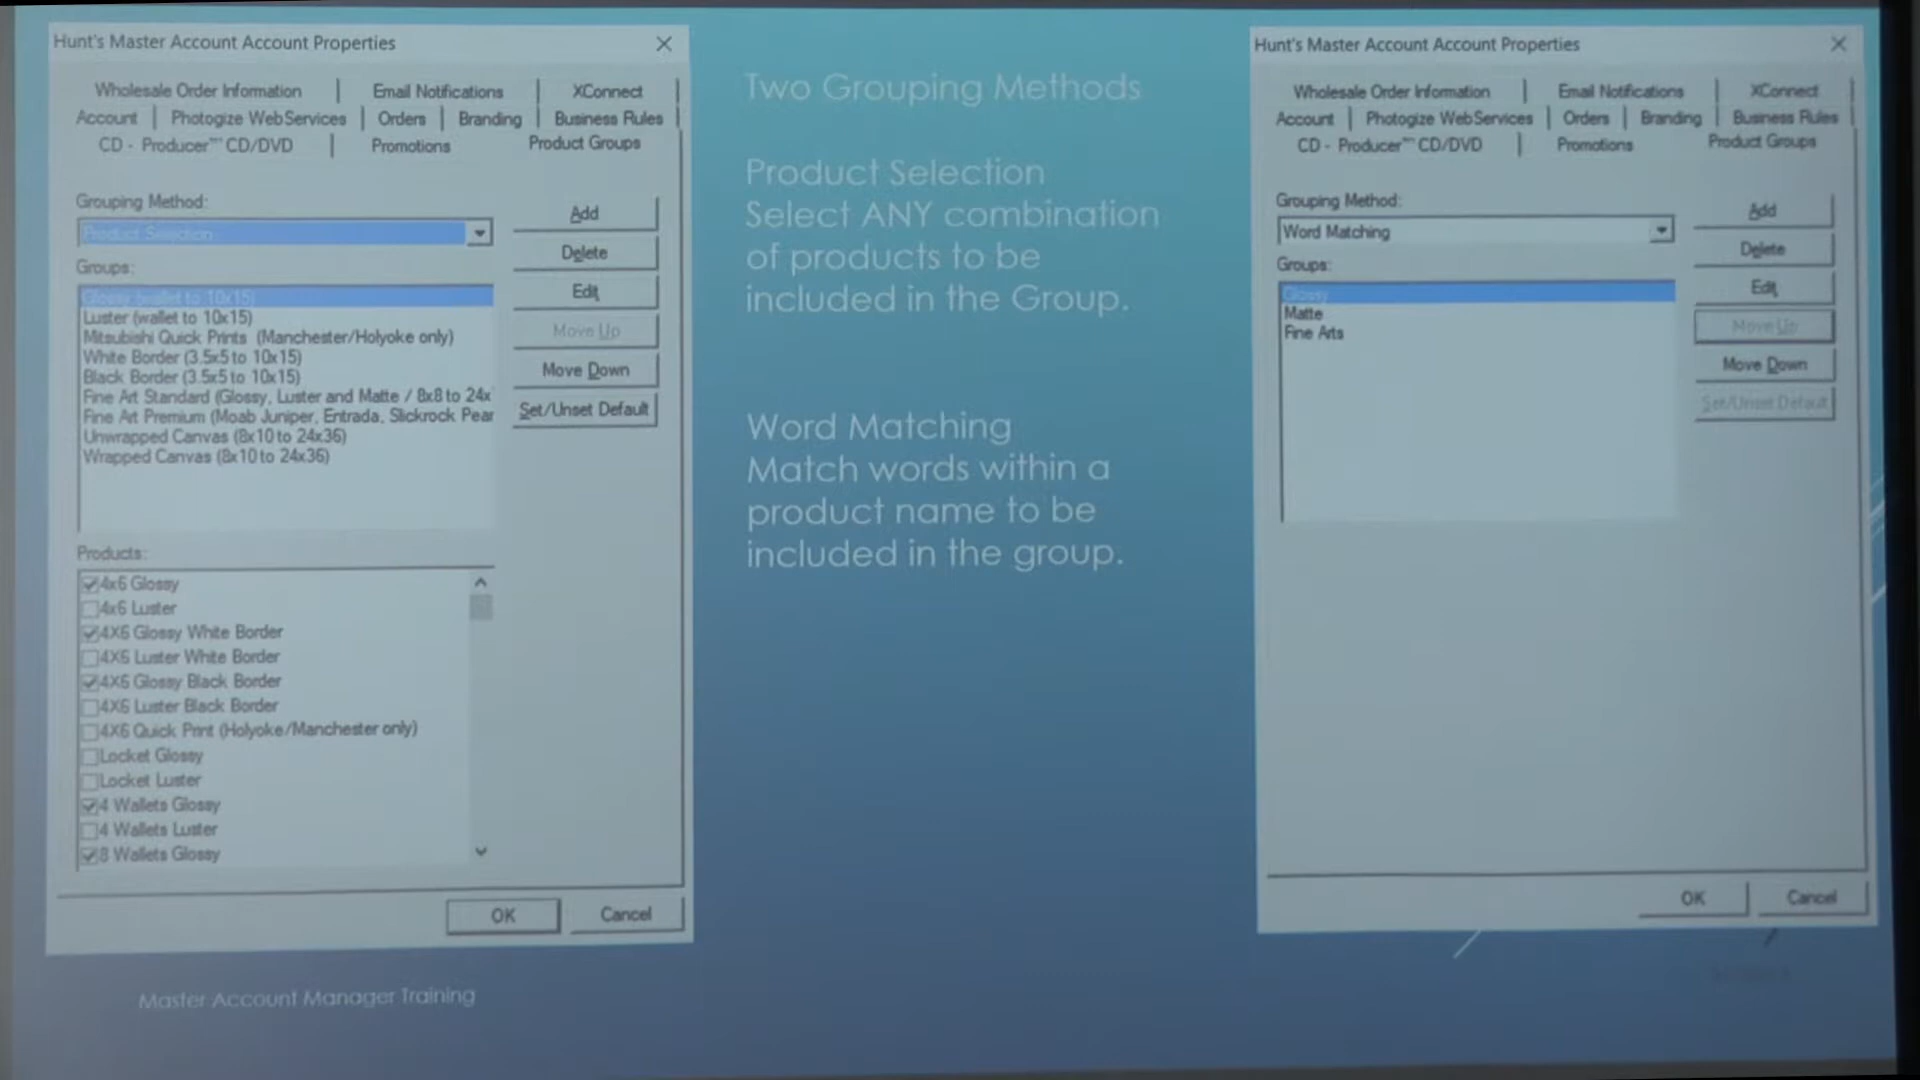 Hunt's Master Account Account Properties
Wholesale Order Information
Email Notifications
XConnect
Account
Photogize WebServices
Orders
Branding
Business Rules
CD - Producer™ CD/DVD
Promotions
Product Groups
Grouping Method:
Product Selection
Groups:
Glossy (wallet to 10x15)
Luster (wallet to 10x15)
Mitsubishi Quick Prints (Manchester/Holyoke only)
White Border (3.5x5 to 10x15)
Black Border (3.5x5 to 10x15)
Fine Art Standard (Glossy, Luster and Matte / 8x8 to 24x
Fine Art Premium (Moab Juniper, Entrada, Slickrock Pear
Unwrapped Canvas (8x10 to 24x36)
Wrapped Canvas (8x10 to 24x36)
Add
Delete
Edit
Move Up
Move Down
Set/Unset Default
Products:
4x6 Glossy
4x6 Luster
4X6 Glossy White Border
4X6 Luster White Border
4X6 Glossy Black Border
4X6 Luster Black Border
4X6 Quick Print (Holyoke/Manchester only)
Locket Glossy
Locket Luster
4 Wallets Glossy
4 Wallets Luster
8 Wallets Glossy
OK
Cancel
Two Grouping Methods
Product Selection
Select ANY combination
of products to be
included in the Group.
Word Matching
Match words within a
product name to be
included in the group.
Hunt's Master Account Account Properties
Wholesale Order Information
Email Notifications
XConnect
Account
Photogize WebServices
Orders
Branding
Business Rules
CD - Producer™ CD/DVD
Promotions
Product Groups
Grouping Method:
Word Matching
Groups:
Glossy
Matte
Fine Arts
Add
Delete
Edit
Move Up
Move Down
Set/Unset Default
OK
Cancel
Master Account Manager Training